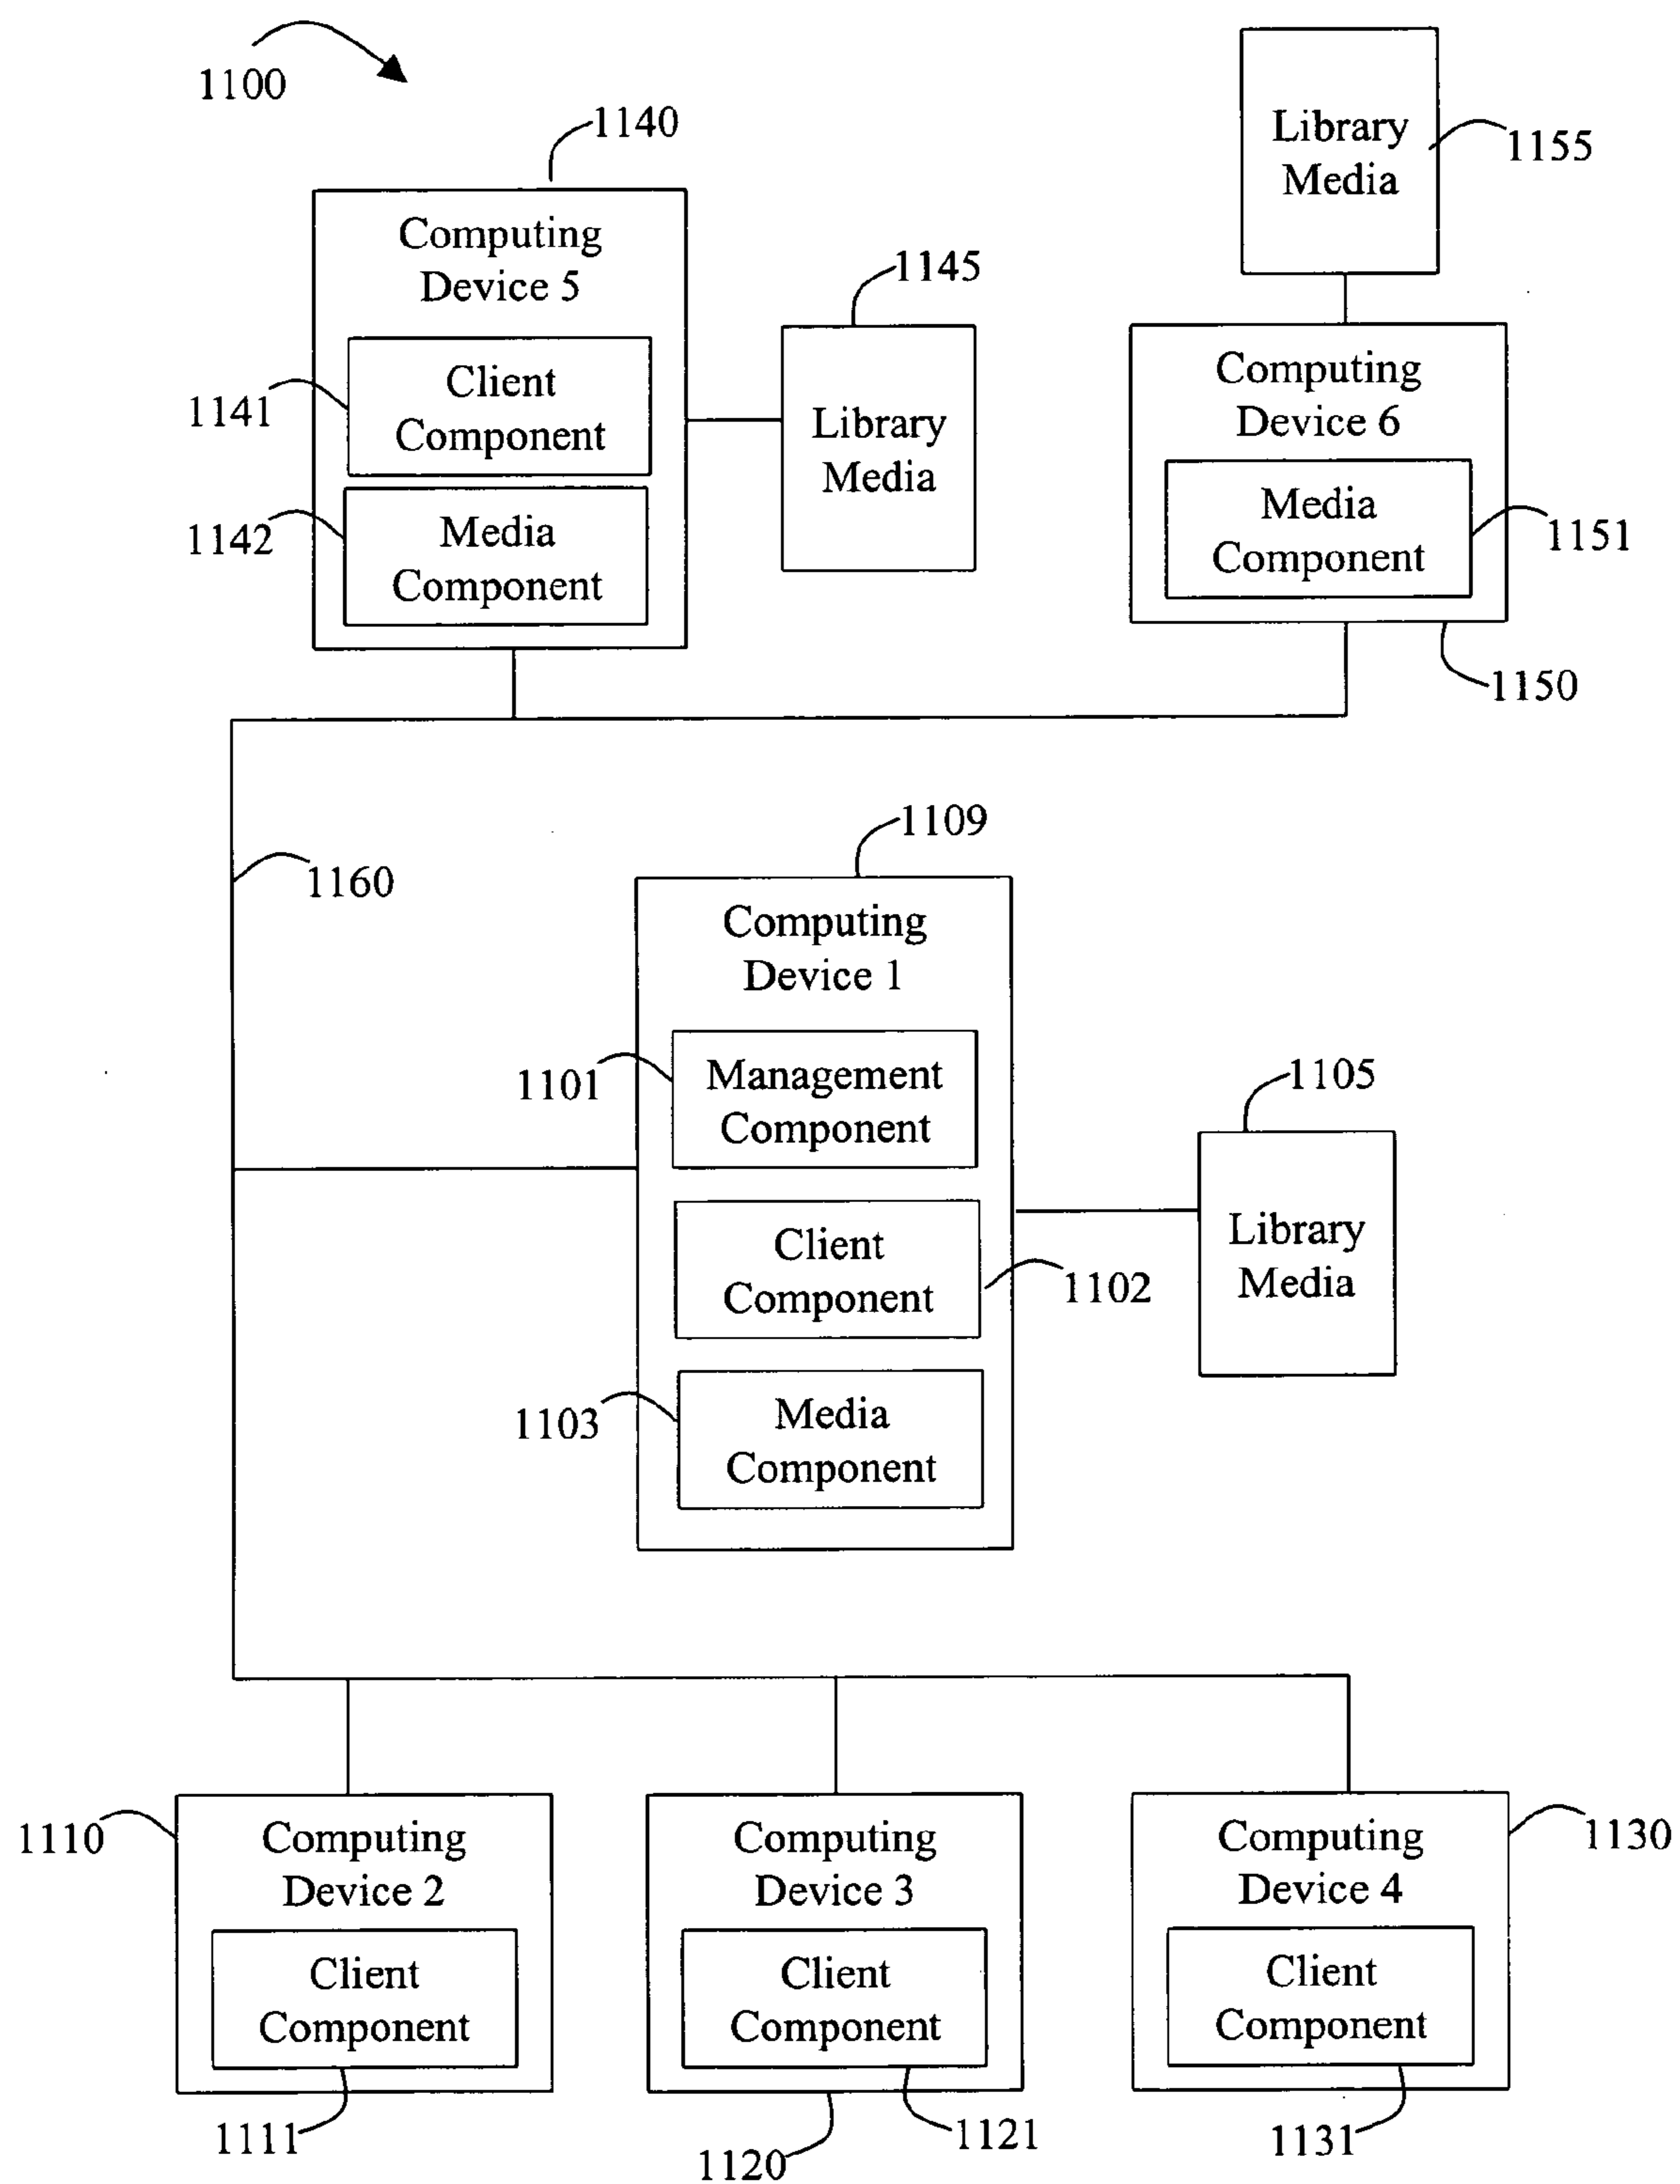 1100
1140
Computing
Device 5
1141
Client
Component
1142
Media
Component
1145
Library
Media
Library
Media
1155
Computing
Device 6
Media
Component
1151
1150
1160
1109
Computing
Device 1
1101
Management
Component
Client
Component
1102
1103
Media
Component
1105
Library
Media
1110
Computing
Device 2
Client
Component
1111
Computing
Device 3
Client
Component
1120
1121
Computing
Device 4
1130
Client
Component
1131